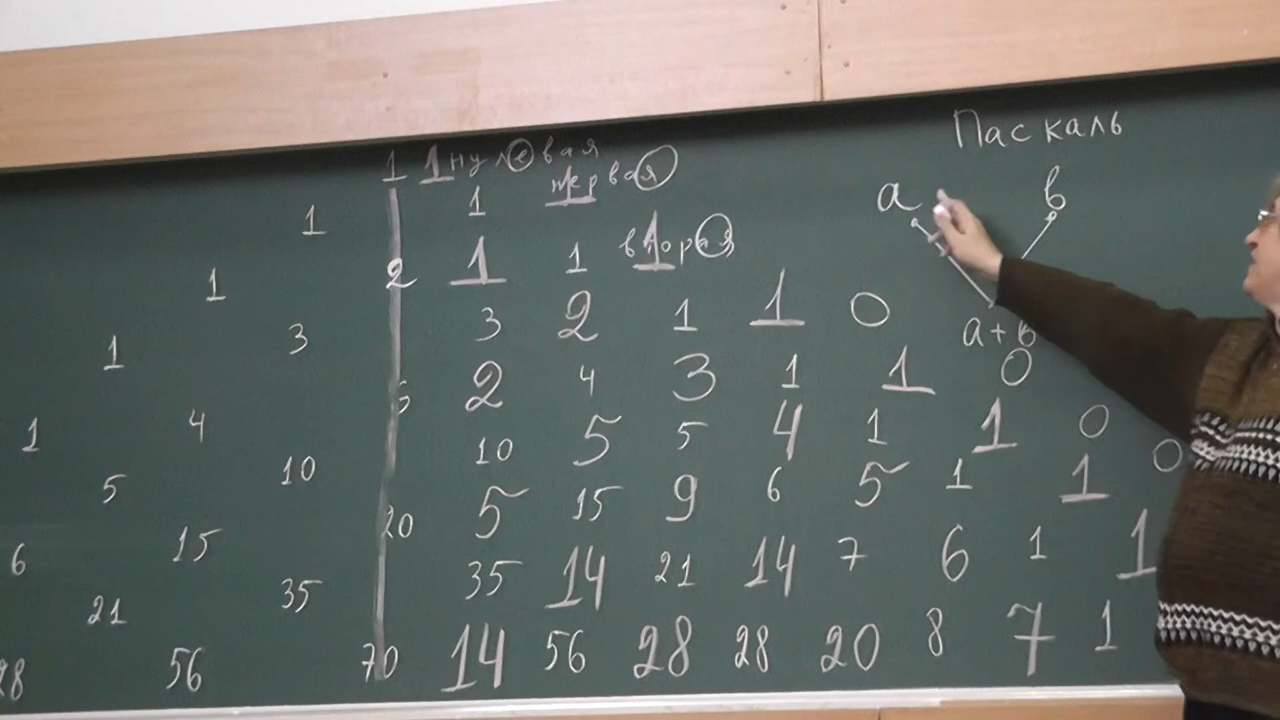 Паскаль
1 1 нулевая
1 1 первая a в
1 2 1 1 вторая
1 3 3 2 1 1 0 a+в
1 4 6 2 4 3 1 1 0
5 10 10 5 5 4 1 1 0
6 15 20 5 15 9 6 5 1 1 0
21 35 35 14 21 14 7 6 1 1
28 56 70 14 56 28 28 20 8 7 1